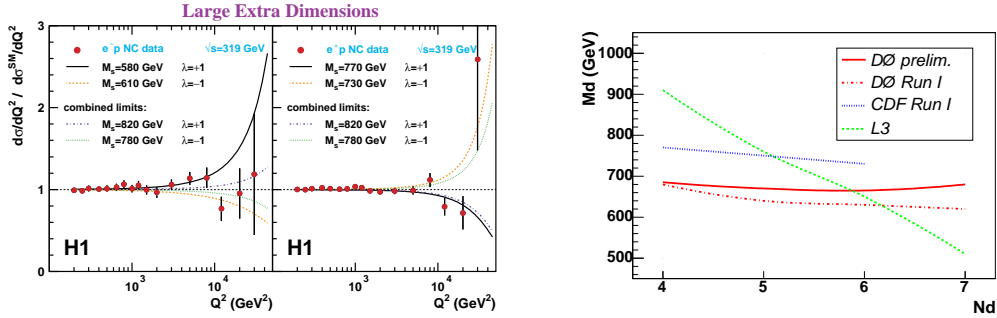 Large Extra Dimensions
dσ/dQ² / dσ^SM/dQ²
3
2
1
0
e⁻p NC data √s=319 GeV
M_s=580 GeV λ=+1
M_s=610 GeV λ=−1
combined limits:
M_s=820 GeV λ=+1
M_s=780 GeV λ=−1
H1
10³ 10⁴
Q² (GeV²)
e⁺p NC data √s=319 GeV
M_s=770 GeV λ=+1
M_s=730 GeV λ=−1
combined limits:
M_s=820 GeV λ=+1
M_s=780 GeV λ=−1
H1
10³ 10⁴
Q² (GeV²)
Md (GeV)
1000
900
800
700
600
500
DØ prelim.
DØ Run I
CDF Run I
L3
4 5 6 7
Nd